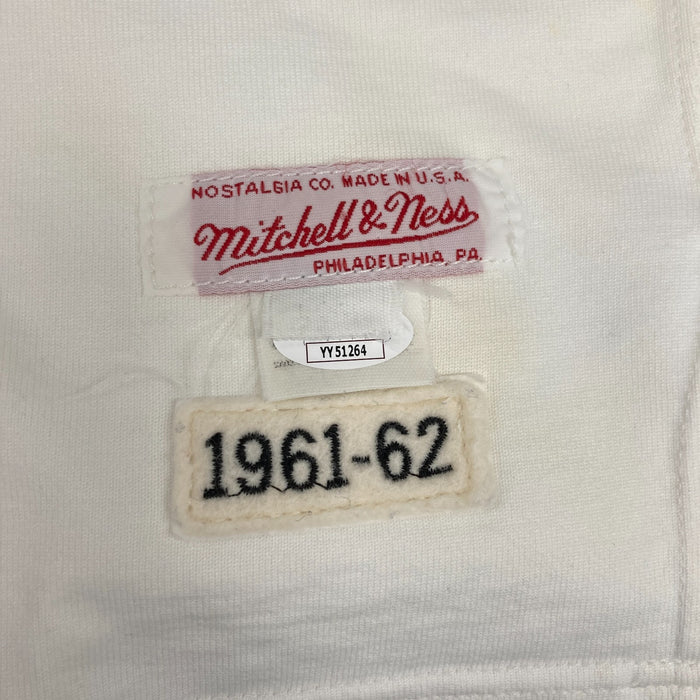 NOSTALGIA CO. MADE IN U.S.A.
Mitchell & Ness
PHILADELPHIA, PA.
YY51264
1961-62